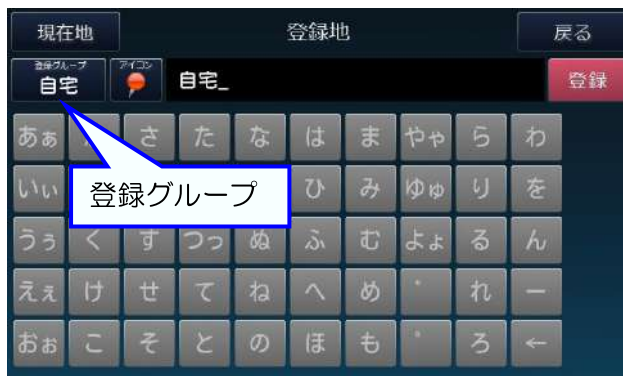 現在地 登録地 戻る
登録グループ アイコン
自宅 自宅_ 登録
あぁ さ た な は ま やゃ ら わ
いぃ ひ み ゆゅ り を
登録グループ
うぅ く す つっ ぬ ふ む よょ る ん
えぇ け せ て ね へ め ゛ れ ー
おぉ こ そ と の ほ も ゜ ろ ←